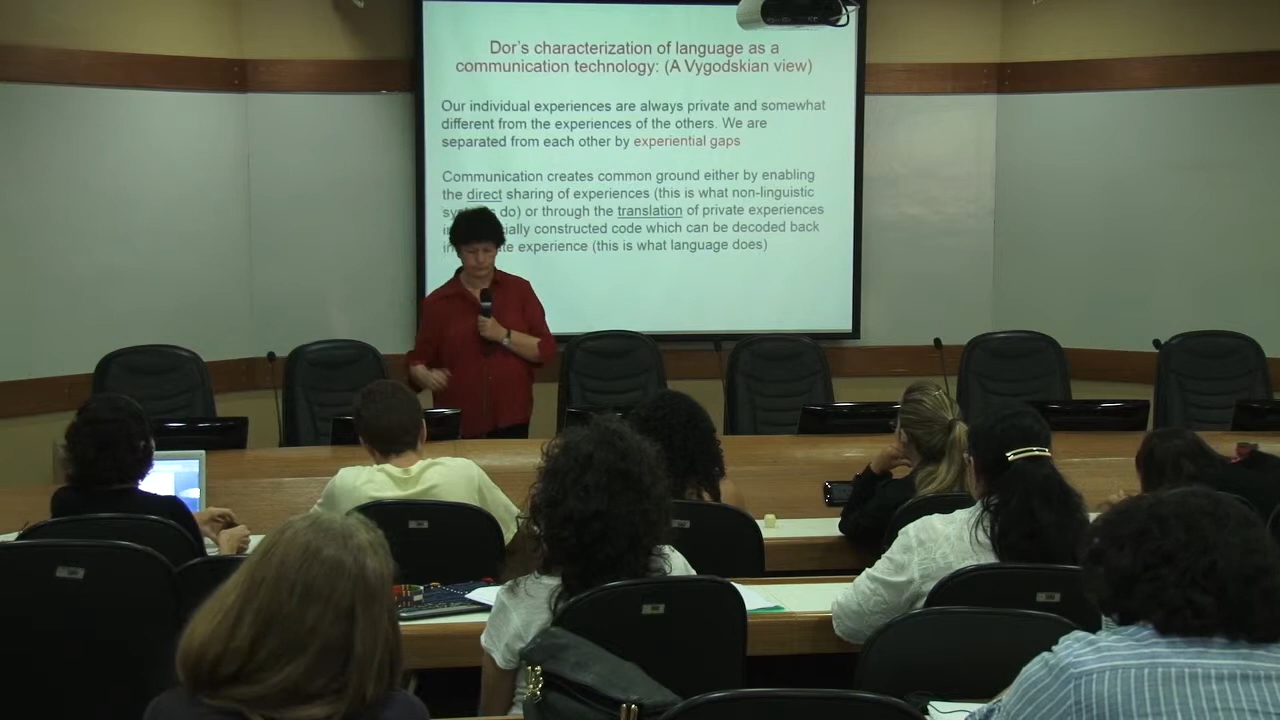 Dor's characterization of language as a
communication technology: (A Vygodskian view)
Our individual experiences are always private and somewhat
different from the experiences of the others. We are
separated from each other by experiential gaps
Communication creates common ground either by enabling
the direct sharing of experiences (this is what non-linguistic
do) or through the translation of private experiences
constructed code which can be decoded back
experience (this is what language does)